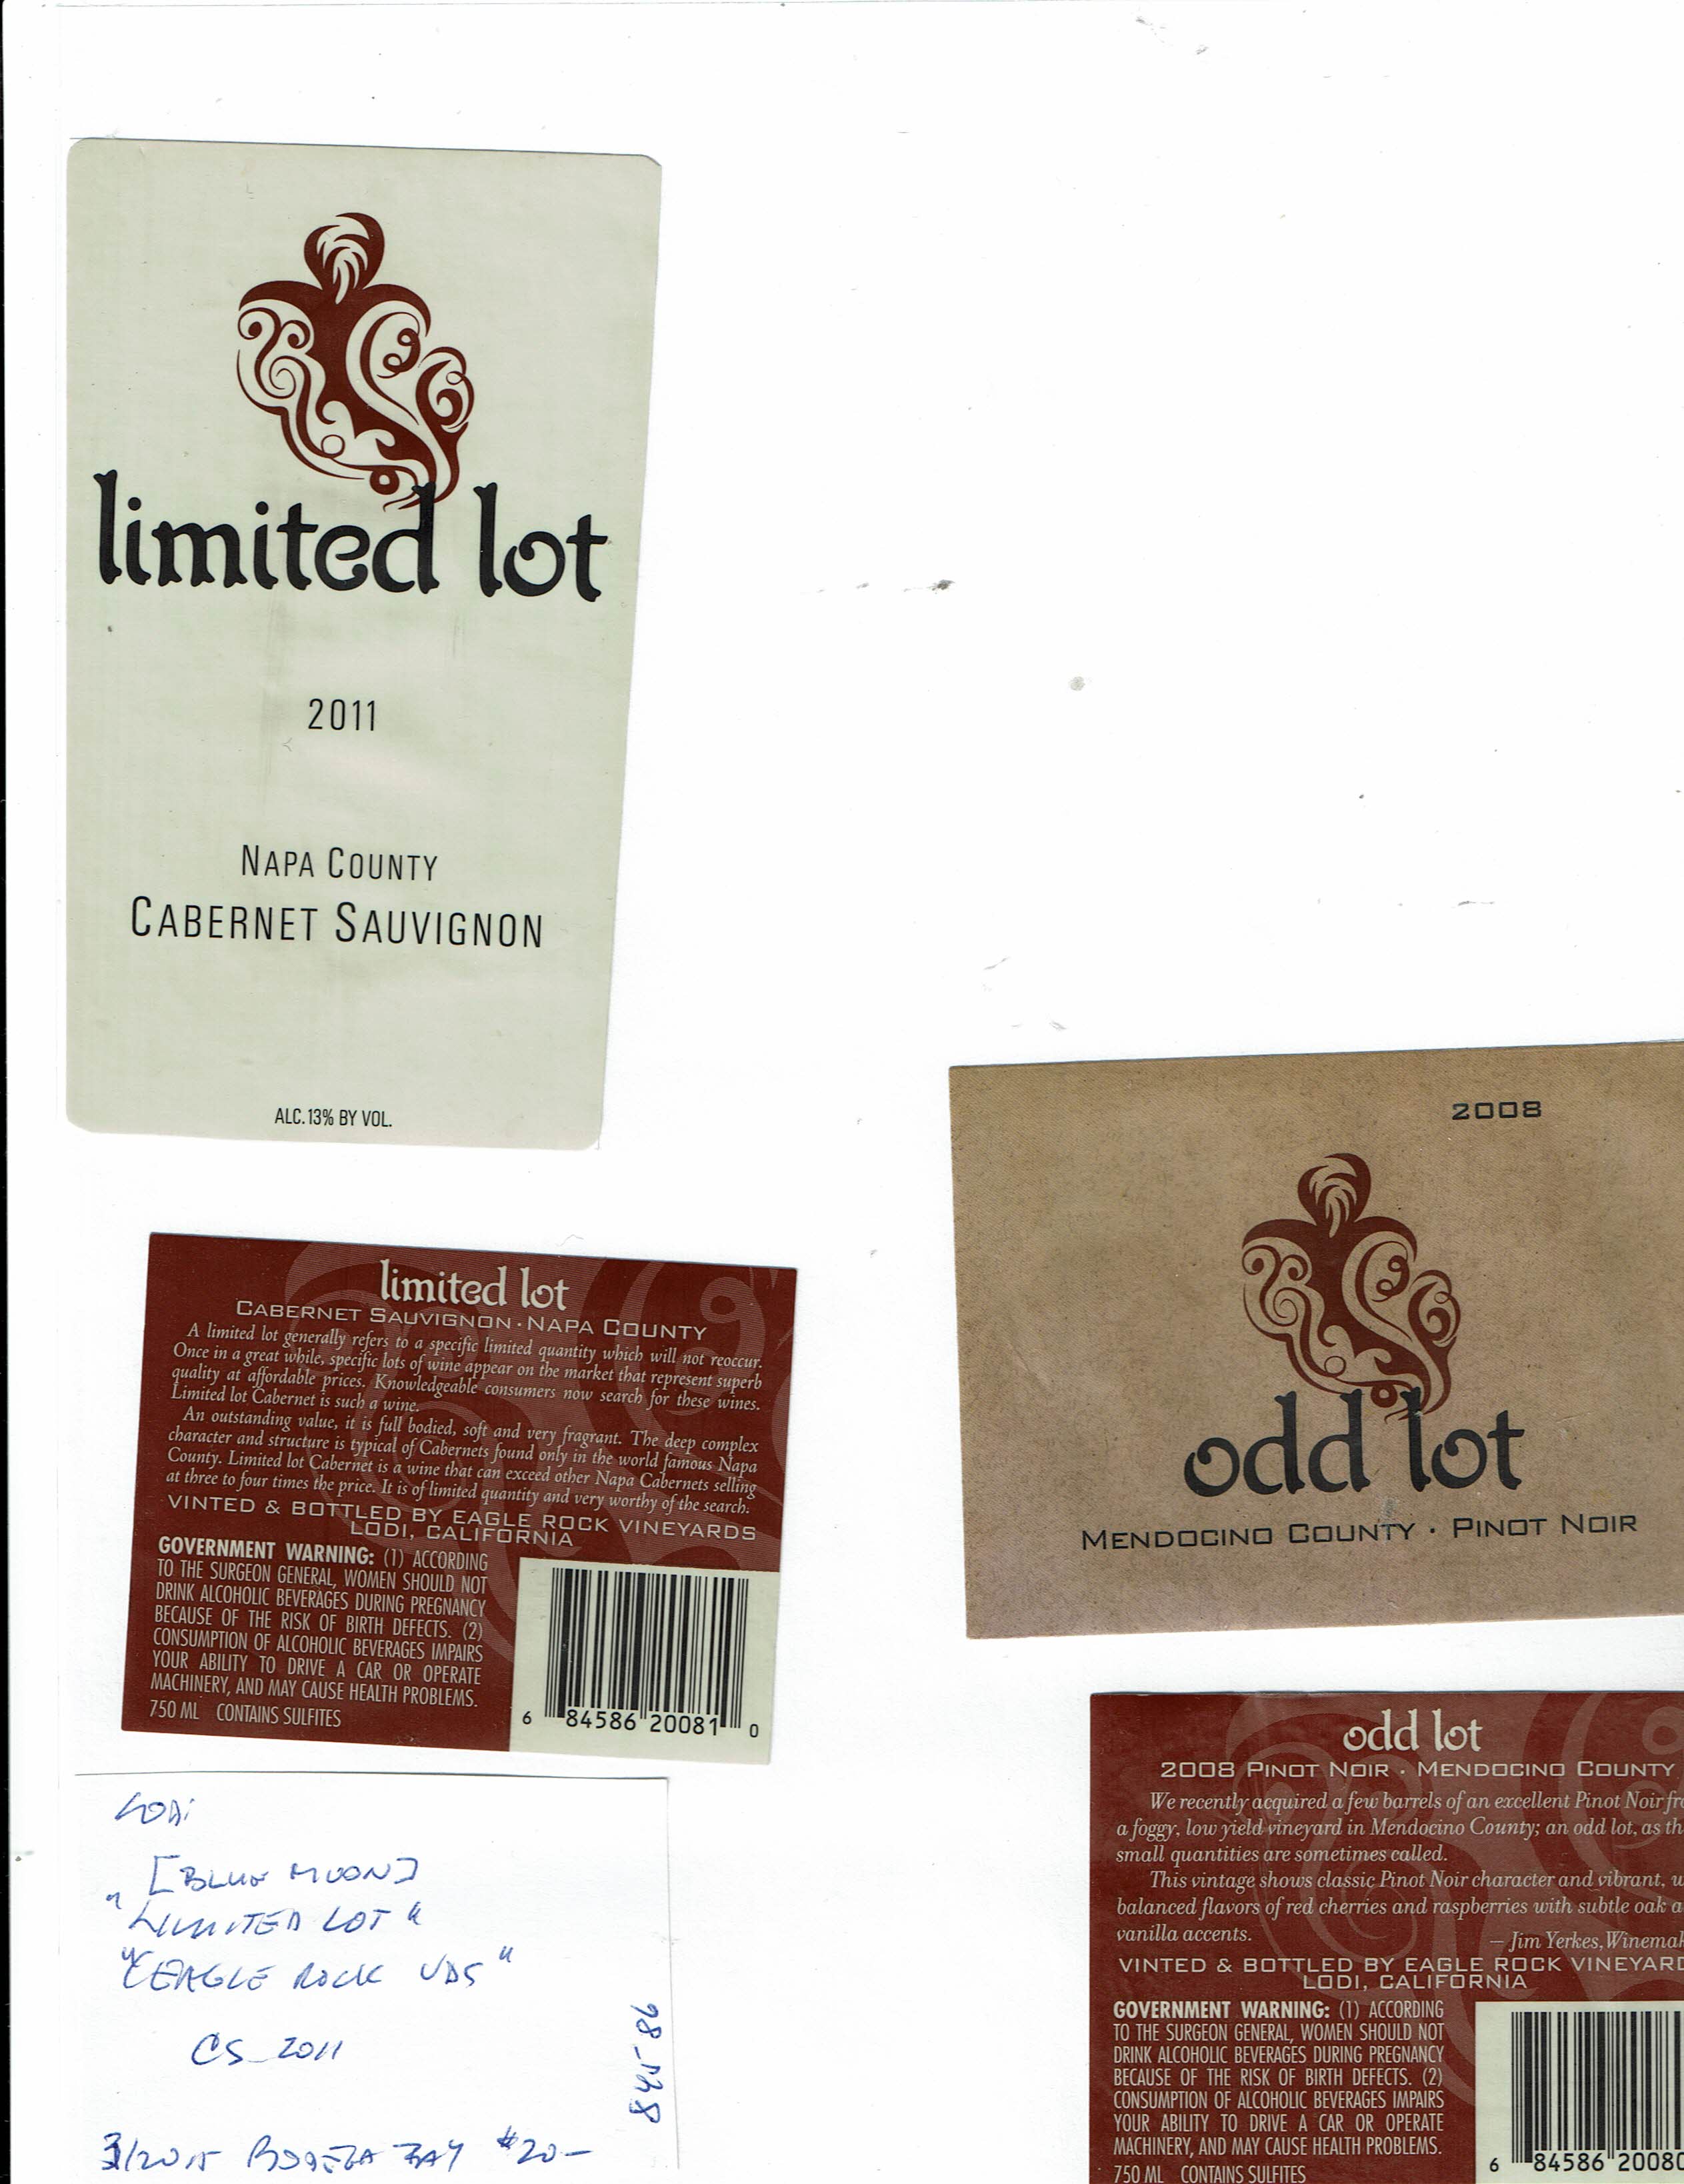 limited lot
2011
NAPA COUNTY
CABERNET SAUVIGNON
ALC. 13% BY VOL.
limited lot
CABERNET SAUVIGNON · NAPA COUNTY
A limited lot generally refers to a specific limited quantity which will not reoccur.
Once in a great while, specific lots of wine appear on the market that represent superb
quality at affordable prices. Knowledgeable consumers now search for these wines.
Limited lot Cabernet is such a wine.
An outstanding value, it is full bodied, soft and very fragrant. The deep complex
character and structure is typical of Cabernets found only in the world famous Napa
County. Limited lot Cabernet is a wine that can exceed other Napa Cabernets selling
at three to four times the price. It is of limited quantity and very worthy of the search.
VINTED & BOTTLED BY EAGLE ROCK VINEYARDS
LODI, CALIFORNIA
GOVERNMENT WARNING: (1) ACCORDING
TO THE SURGEON GENERAL, WOMEN SHOULD NOT
DRINK ALCOHOLIC BEVERAGES DURING PREGNANCY
BECAUSE OF THE RISK OF BIRTH DEFECTS. (2)
CONSUMPTION OF ALCOHOLIC BEVERAGES IMPAIRS
YOUR ABILITY TO DRIVE A CAR OR OPERATE
MACHINERY, AND MAY CAUSE HEALTH PROBLEMS.
750 ML CONTAINS SULFITES
6 84586 20081 0
LODi
[BLUE MOON]
"LIMITED LOT"
"EAGLE ROCK VDS"
CS_2011
3/2015 BODEGA BAY $20-
2008
odd lot
MENDOCINO COUNTY · PINOT NOIR
odd lot
2008 PINOT NOIR · MENDOCINO COUNTY
We recently acquired a few barrels of an excellent Pinot Noir fr
a foggy, low yield vineyard in Mendocino County; an odd lot, as th
small quantities are sometimes called.
This vintage shows classic Pinot Noir character and vibrant, w
balanced flavors of red cherries and raspberries with subtle oak a
vanilla accents.
— Jim Yerkes, Winemak
VINTED & BOTTLED BY EAGLE ROCK VINEYARD
LODI, CALIFORNIA
GOVERNMENT WARNING: (1) ACCORDING
TO THE SURGEON GENERAL, WOMEN SHOULD NOT
DRINK ALCOHOLIC BEVERAGES DURING PREGNANCY
BECAUSE OF THE RISK OF BIRTH DEFECTS. (2)
CONSUMPTION OF ALCOHOLIC BEVERAGES IMPAIRS
YOUR ABILITY TO DRIVE A CAR OR OPERATE
MACHINERY, AND MAY CAUSE HEALTH PROBLEMS.
750 ML CONTAINS SULFITES
6 84586 20080